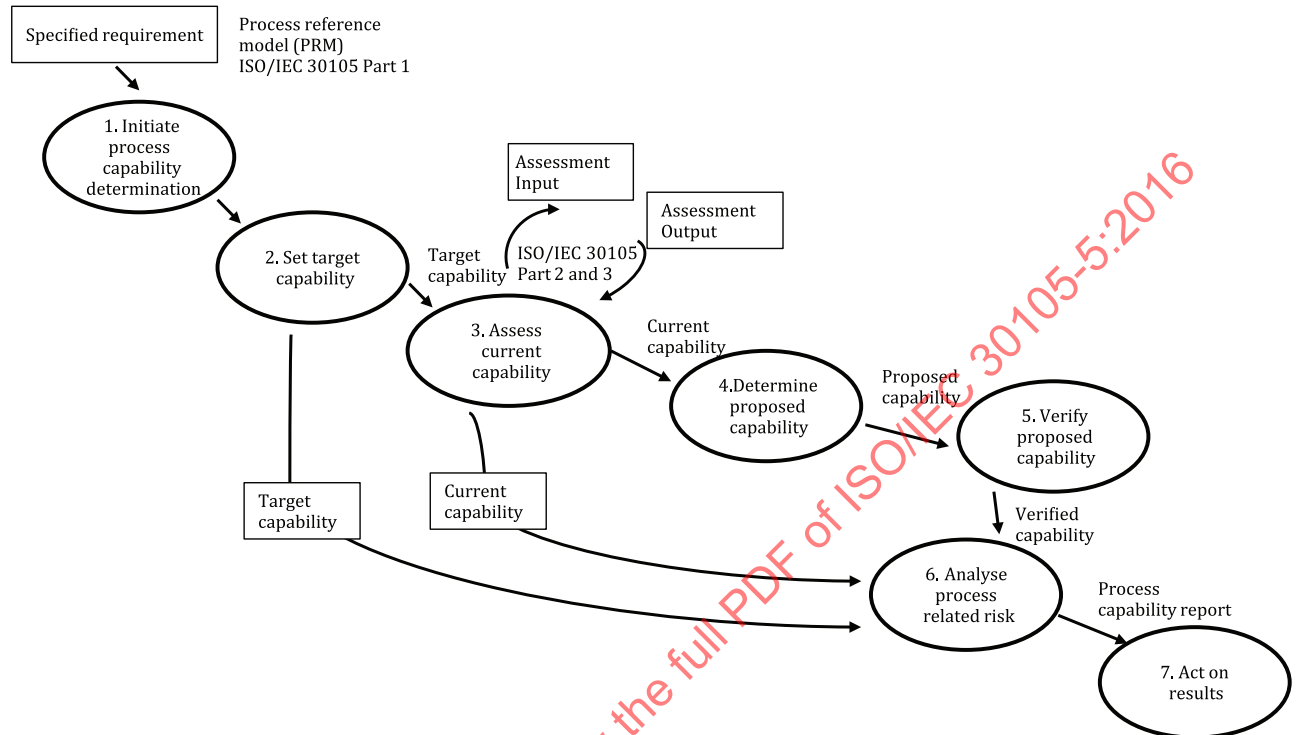 Specified requirement
Process reference
model (PRM)
ISO/IEC 30105 Part 1
1. Initiate
process
capability
determination
Assessment
Input
Assessment
Output
2. Set target
capability
Target
capability
ISO/IEC 30105
Part 2 and 3
3. Assess
current
capability
Current
capability
4.Determine
proposed
capability
Proposed
capability
5. Verify
proposed
capability
Target
capability
Current
capability
Verified
capability
6. Analyse
process
related risk
Process
capability report
7. Act on
results
the full PDF of ISO/IEC 30105-5:2016